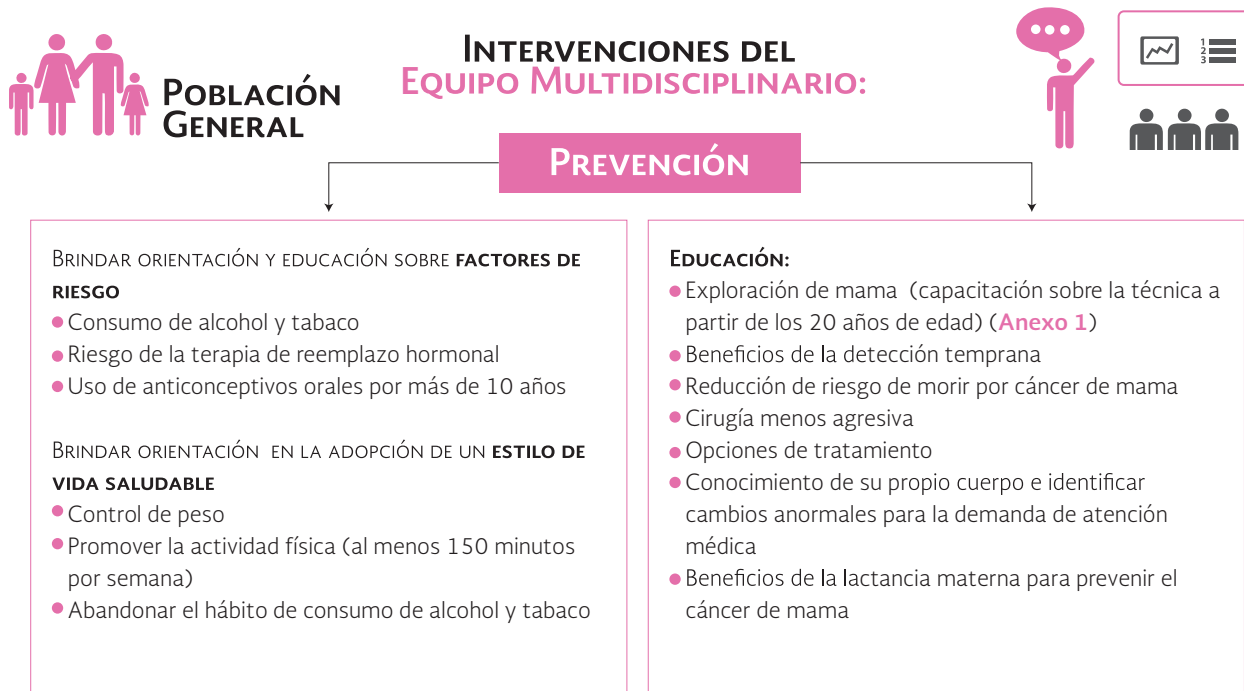 POBLACIÓN
GENERAL
INTERVENCIONES DEL
EQUIPO MULTIDISCIPLINARIO:
1
2
3
PREVENCIÓN
BRINDAR ORIENTACIÓN Y EDUCACIÓN SOBRE FACTORES DE
RIESGO
● Consumo de alcohol y tabaco
● Riesgo de la terapia de reemplazo hormonal
● Uso de anticonceptivos orales por más de 10 años
BRINDAR ORIENTACIÓN EN LA ADOPCIÓN DE UN ESTILO DE
VIDA SALUDABLE
● Control de peso
● Promover la actividad física (al menos 150 minutos
por semana)
● Abandonar el hábito de consumo de alcohol y tabaco
EDUCACIÓN:
● Exploración de mama (capacitación sobre la técnica a
partir de los 20 años de edad) (Anexo 1)
● Beneficios de la detección temprana
● Reducción de riesgo de morir por cáncer de mama
● Cirugía menos agresiva
● Opciones de tratamiento
● Conocimiento de su propio cuerpo e identificar
cambios anormales para la demanda de atención
médica
● Beneficios de la lactancia materna para prevenir el
cáncer de mama